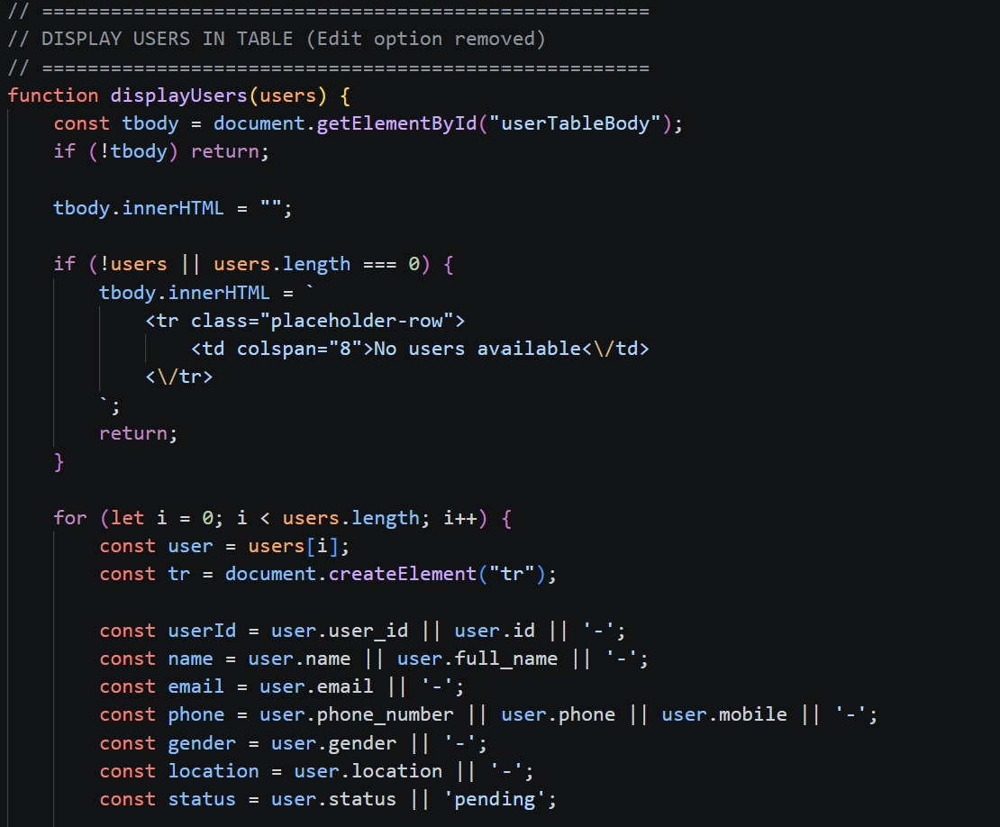 // =====================================================
// DISPLAY USERS IN TABLE (Edit option removed)
// =====================================================
function displayUsers(users) {
    const tbody = document.getElementById("userTableBody");
    if (!tbody) return;

    tbody.innerHTML = "";

    if (!users || users.length === 0) {
        tbody.innerHTML = `
            <tr class="placeholder-row">
                <td colspan="8">No users available<\/td>
            <\/tr>
        `;
        return;
    }

    for (let i = 0; i < users.length; i++) {
        const user = users[i];
        const tr = document.createElement("tr");

        const userId = user.user_id || user.id || '-';
        const name = user.name || user.full_name || '-';
        const email = user.email || '-';
        const phone = user.phone_number || user.phone || user.mobile || '-';
        const gender = user.gender || '-';
        const location = user.location || '-';
        const status = user.status || 'pending';